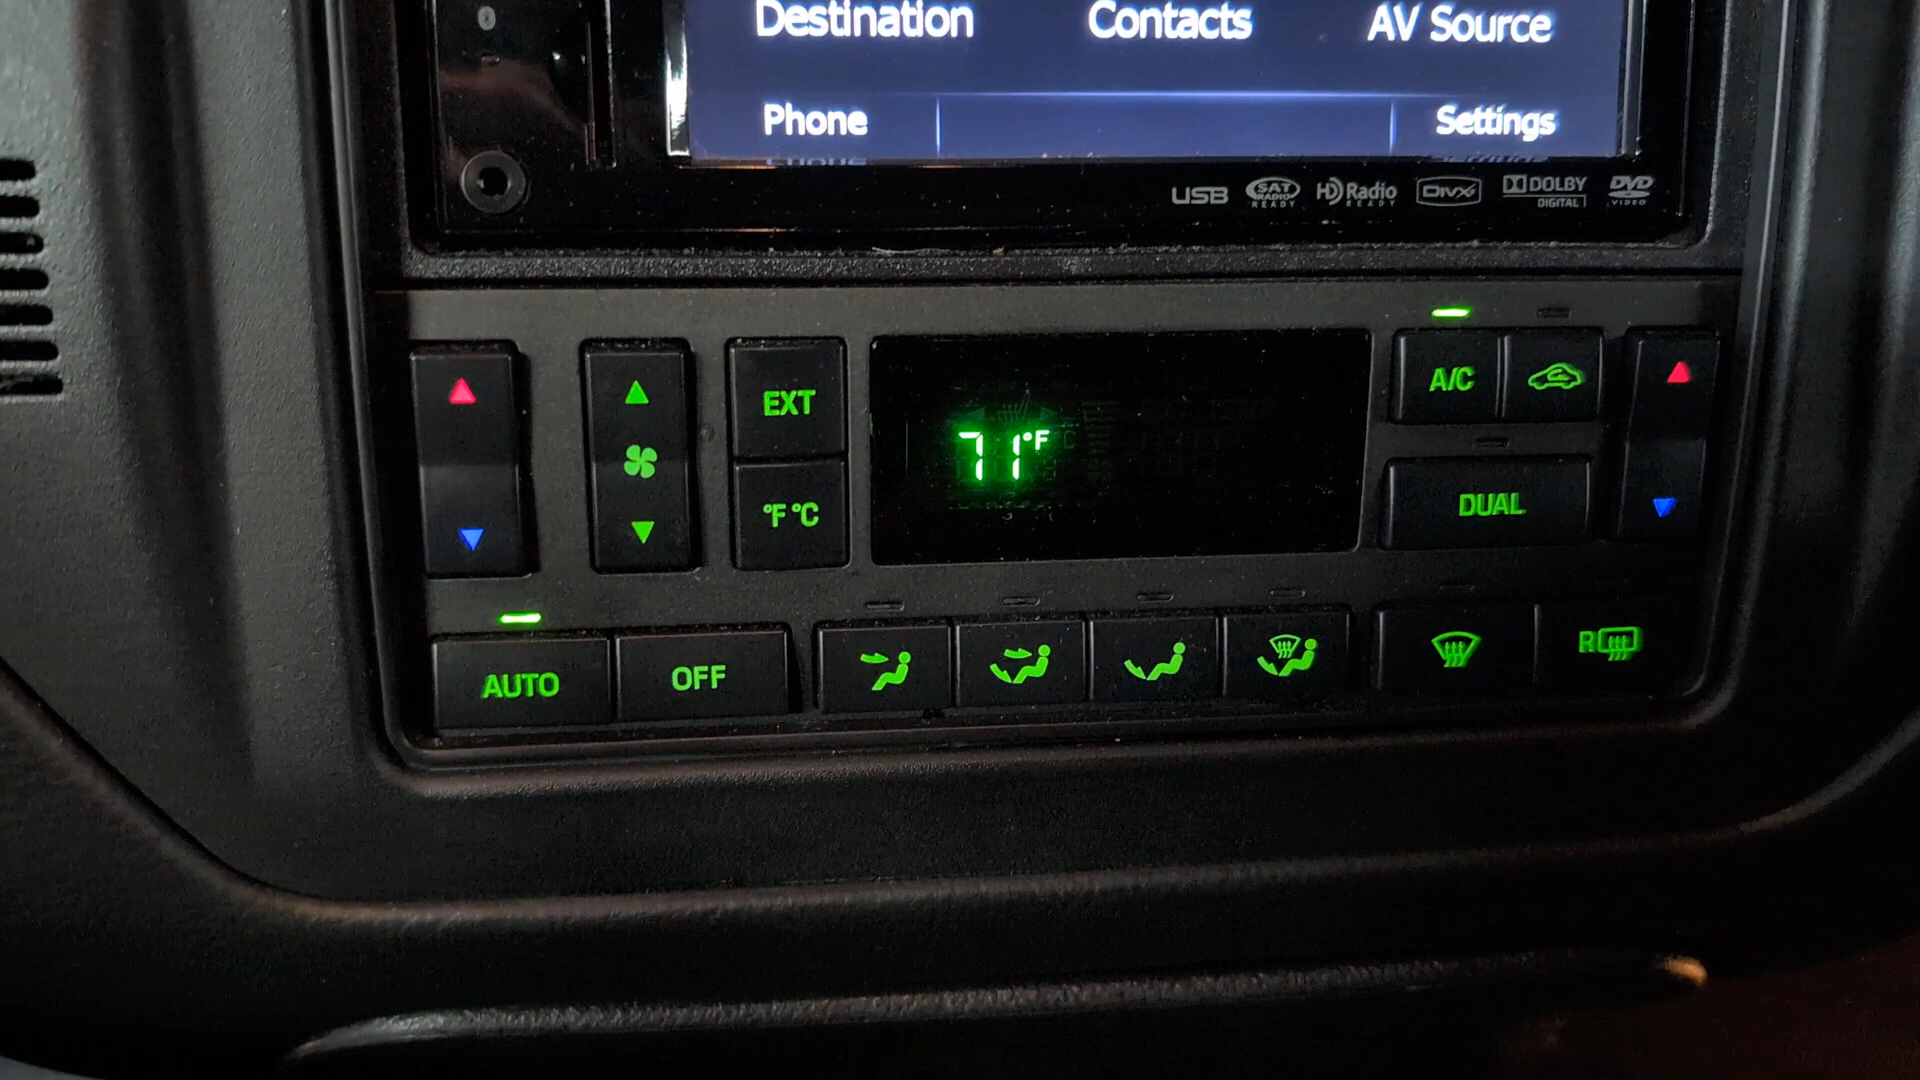 Destination Contacts AV Source
Phone Settings
USB SAT RADIO READY HD Radio READY DIVX DOLBY DIGITAL DVD VIDEO
A/C
EXT
71°F
°F °C
DUAL
AUTO OFF R